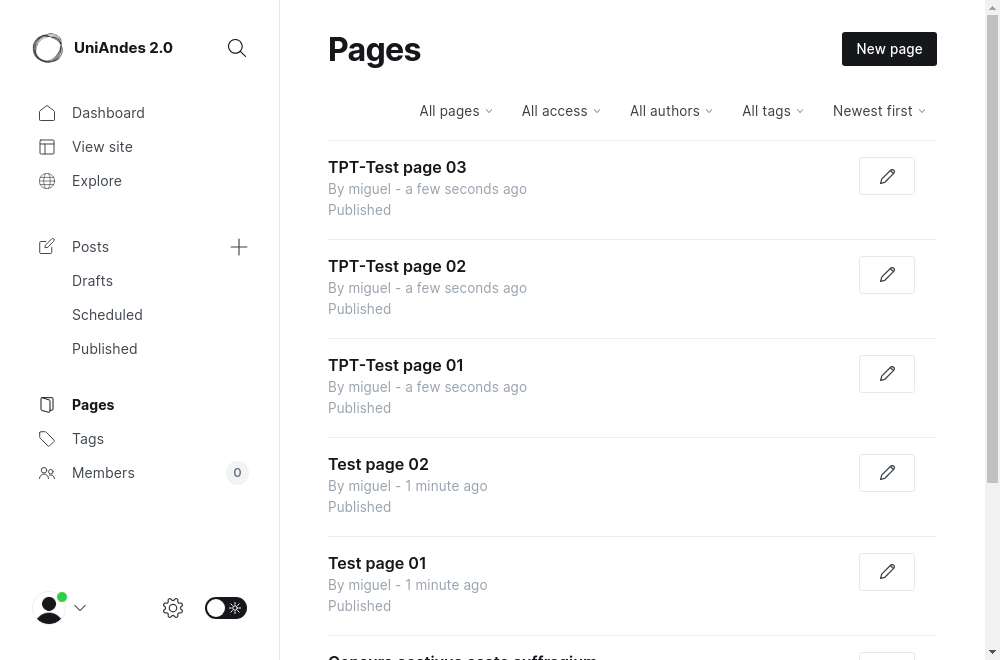 UniAndes 2.0
Dashboard
View site
Explore
Posts
Drafts
Scheduled
Published
Pages
Tags
Members
0
Pages
New page
All pages
All access
All authors
All tags
Newest first
TPT-Test page 03
By miguel - a few seconds ago
Published
TPT-Test page 02
By miguel - a few seconds ago
Published
TPT-Test page 01
By miguel - a few seconds ago
Published
Test page 02
By miguel - 1 minute ago
Published
Test page 01
By miguel - 1 minute ago
Published